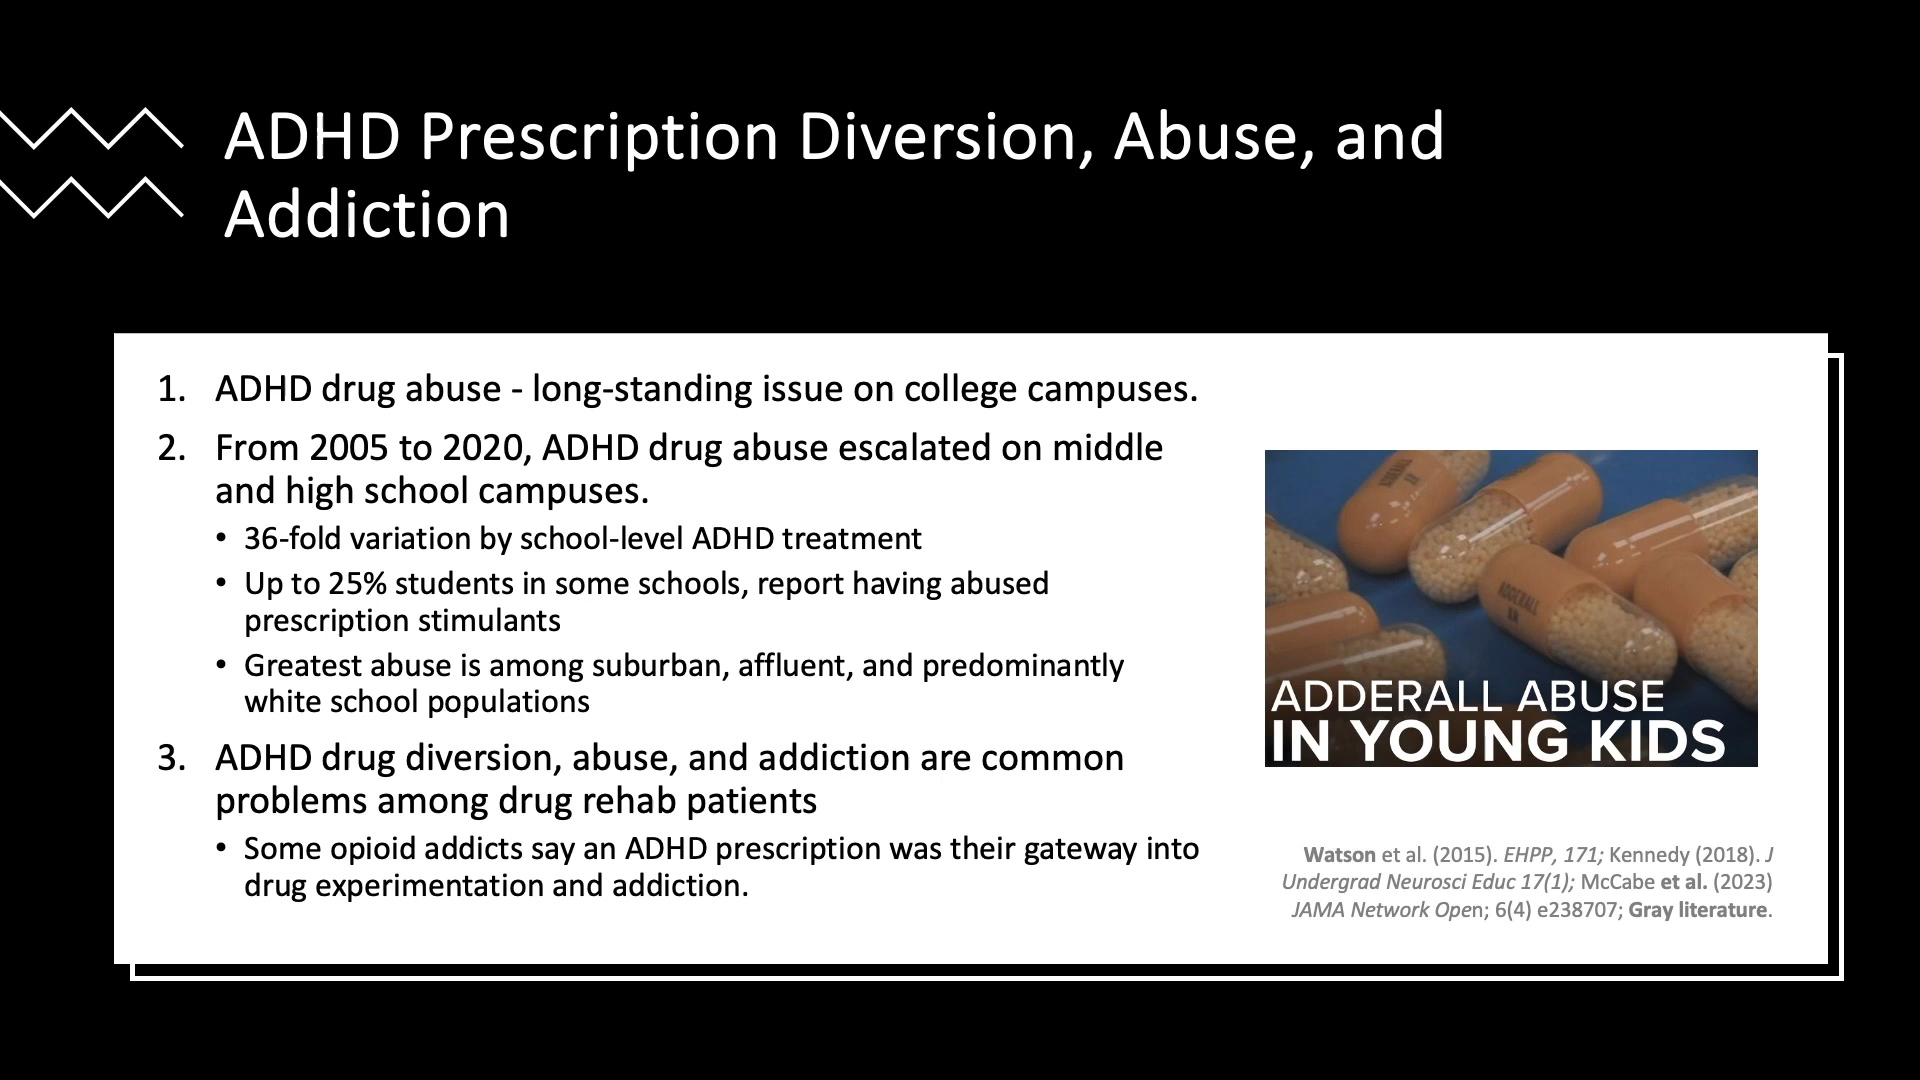 ADHD Prescription Diversion, Abuse, and
Addiction
1. ADHD drug abuse - long-standing issue on college campuses.
2. From 2005 to 2020, ADHD drug abuse escalated on middle
and high school campuses.
• 36-fold variation by school-level ADHD treatment
• Up to 25% students in some schools, report having abused
prescription stimulants
• Greatest abuse is among suburban, affluent, and predominantly
white school populations
3. ADHD drug diversion, abuse, and addiction are common
problems among drug rehab patients
• Some opioid addicts say an ADHD prescription was their gateway into
drug experimentation and addiction.
ADDERALL
XR
ADDERALL
XR
ADDERALL ABUSE
IN YOUNG KIDS
Watson et al. (2015). EHPP, 171; Kennedy (2018). J
Undergrad Neurosci Educ 17(1); McCabe et al. (2023)
JAMA Network Open; 6(4) e238707; Gray literature.